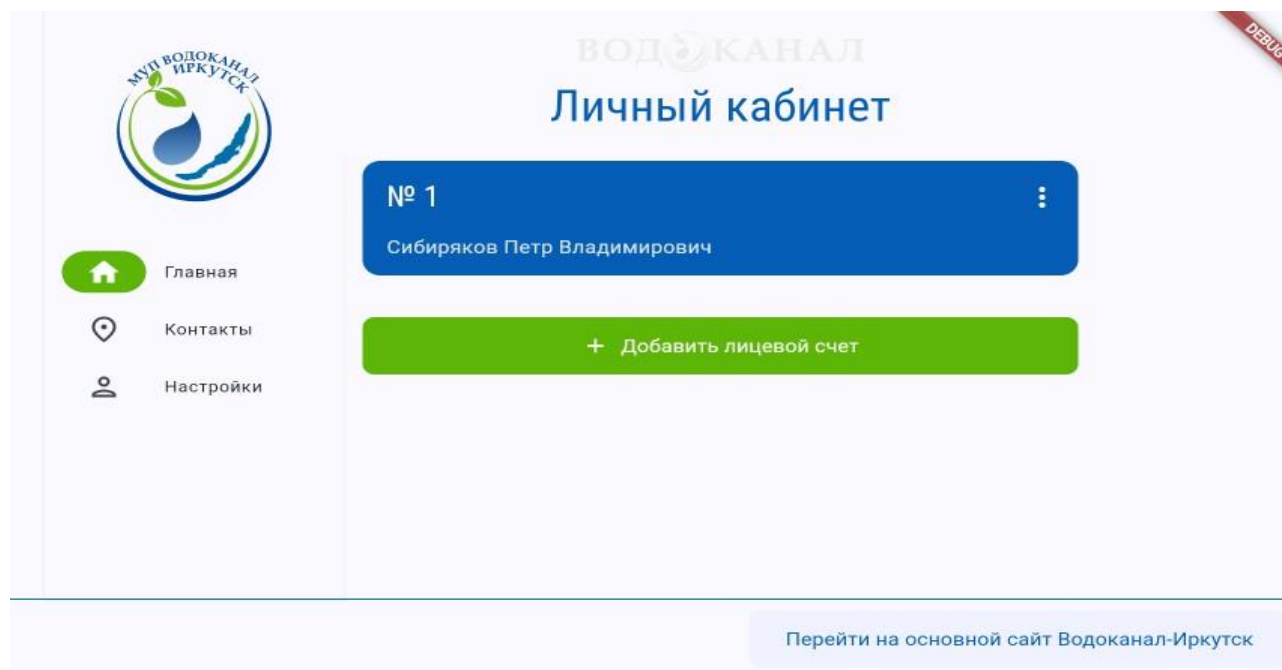 МУП ВОДОКАНАЛ
ИРКУТСК
ВОДОКАНАЛ
DEBUG
Личный кабинет
№ 1
Сибиряков Петр Владимирович
Главная
Контакты
Настройки
+ Добавить лицевой счет
Перейти на основной сайт Водоканал-Иркутск